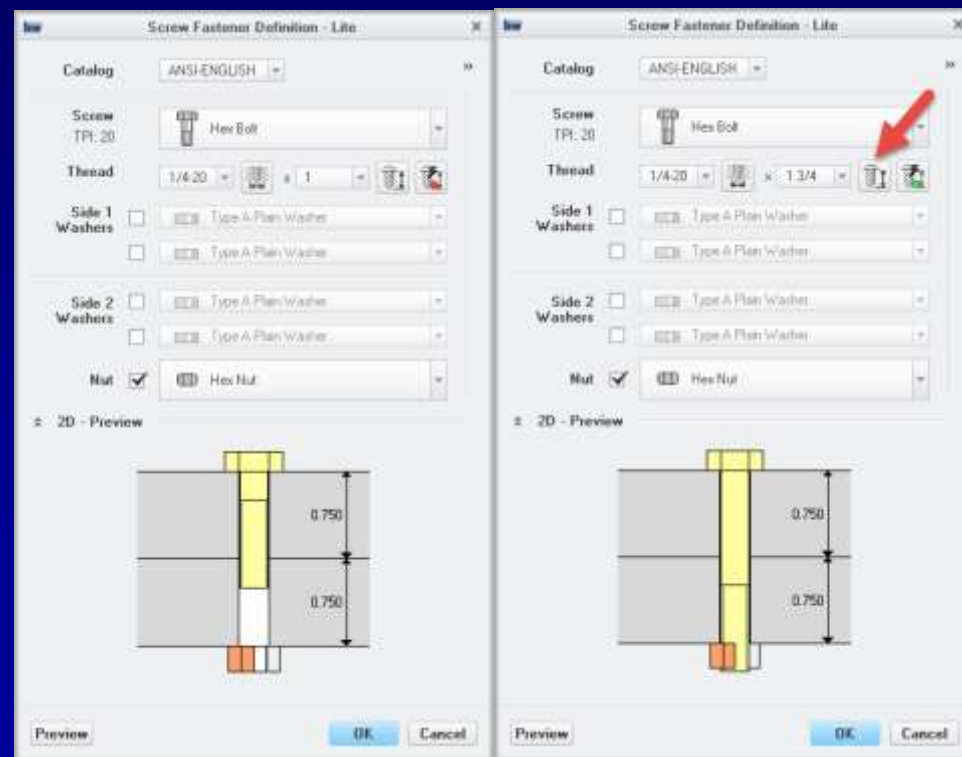 Screw Fastener Definition - Lite
Catalog ANSI-ENGLISH
Screw
TPI: 20
Hex Bolt
Thread 1/4-20 x 1
Side 1
Washers
Type A Plain Washer
Type A Plain Washer
Side 2
Washers
Type A Plain Washer
Type A Plain Washer
Nut Hex Nut
2D - Preview
0.750
0.750
Preview OK Cancel
Screw Fastener Definition - Lite
Catalog ANSI-ENGLISH
Screw
TPI: 20
Hex Bolt
Thread 1/4-20 x 1 3/4
Side 1
Washers
Type A Plain Washer
Type A Plain Washer
Side 2
Washers
Type A Plain Washer
Type A Plain Washer
Nut Hex Nut
2D - Preview
0.750
0.750
Preview OK Cancel